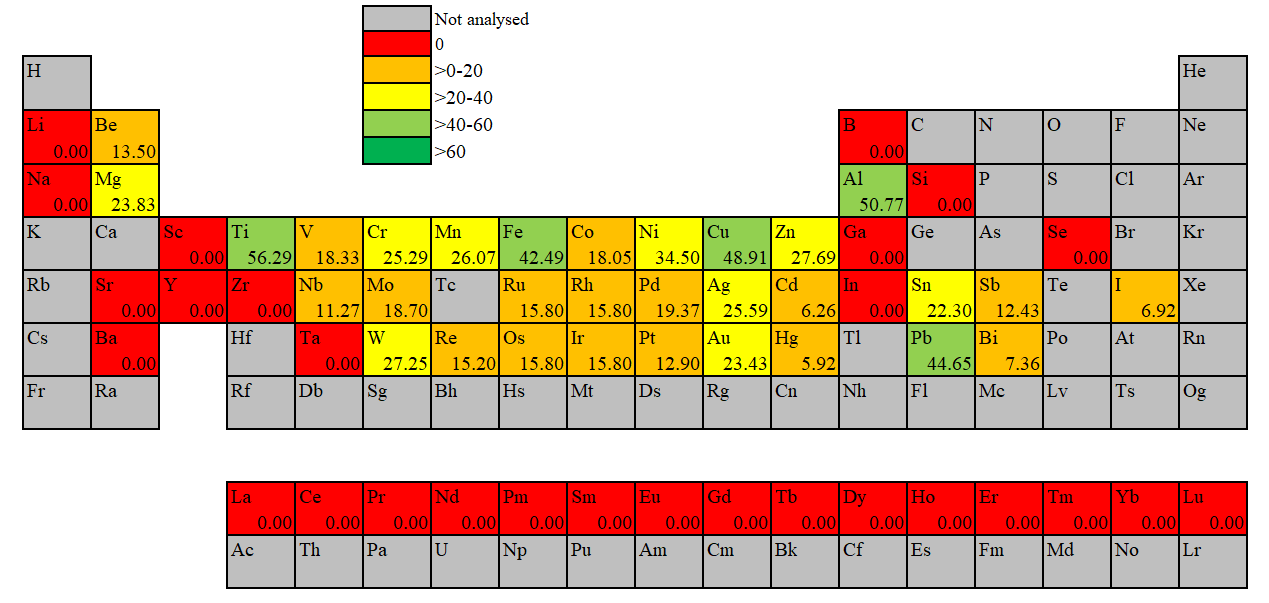 Not analysed
0
>0-20
>20-40
>40-60
>60
H He
Li Be B C N O F Ne
0.00 13.50 0.00
Na Mg Al Si P S Cl Ar
0.00 23.83 50.77 0.00
K Ca Sc Ti V Cr Mn Fe Co Ni Cu Zn Ga Ge As Se Br Kr
0.00 56.29 18.33 25.29 26.07 42.49 18.05 34.50 48.91 27.69 0.00 0.00
Rb Sr Y Zr Nb Mo Tc Ru Rh Pd Ag Cd In Sn Sb Te I Xe
0.00 0.00 0.00 11.27 18.70 15.80 15.80 19.37 25.59 6.26 0.00 22.30 12.43 6.92
Cs Ba Hf Ta W Re Os Ir Pt Au Hg Tl Pb Bi Po At Rn
0.00 0.00 27.25 15.20 15.80 15.80 12.90 23.43 5.92 44.65 7.36
Fr Ra Rf Db Sg Bh Hs Mt Ds Rg Cn Nh Fl Mc Lv Ts Og
La Ce Pr Nd Pm Sm Eu Gd Tb Dy Ho Er Tm Yb Lu
0.00 0.00 0.00 0.00 0.00 0.00 0.00 0.00 0.00 0.00 0.00 0.00 0.00 0.00 0.00
Ac Th Pa U Np Pu Am Cm Bk Cf Es Fm Md No Lr